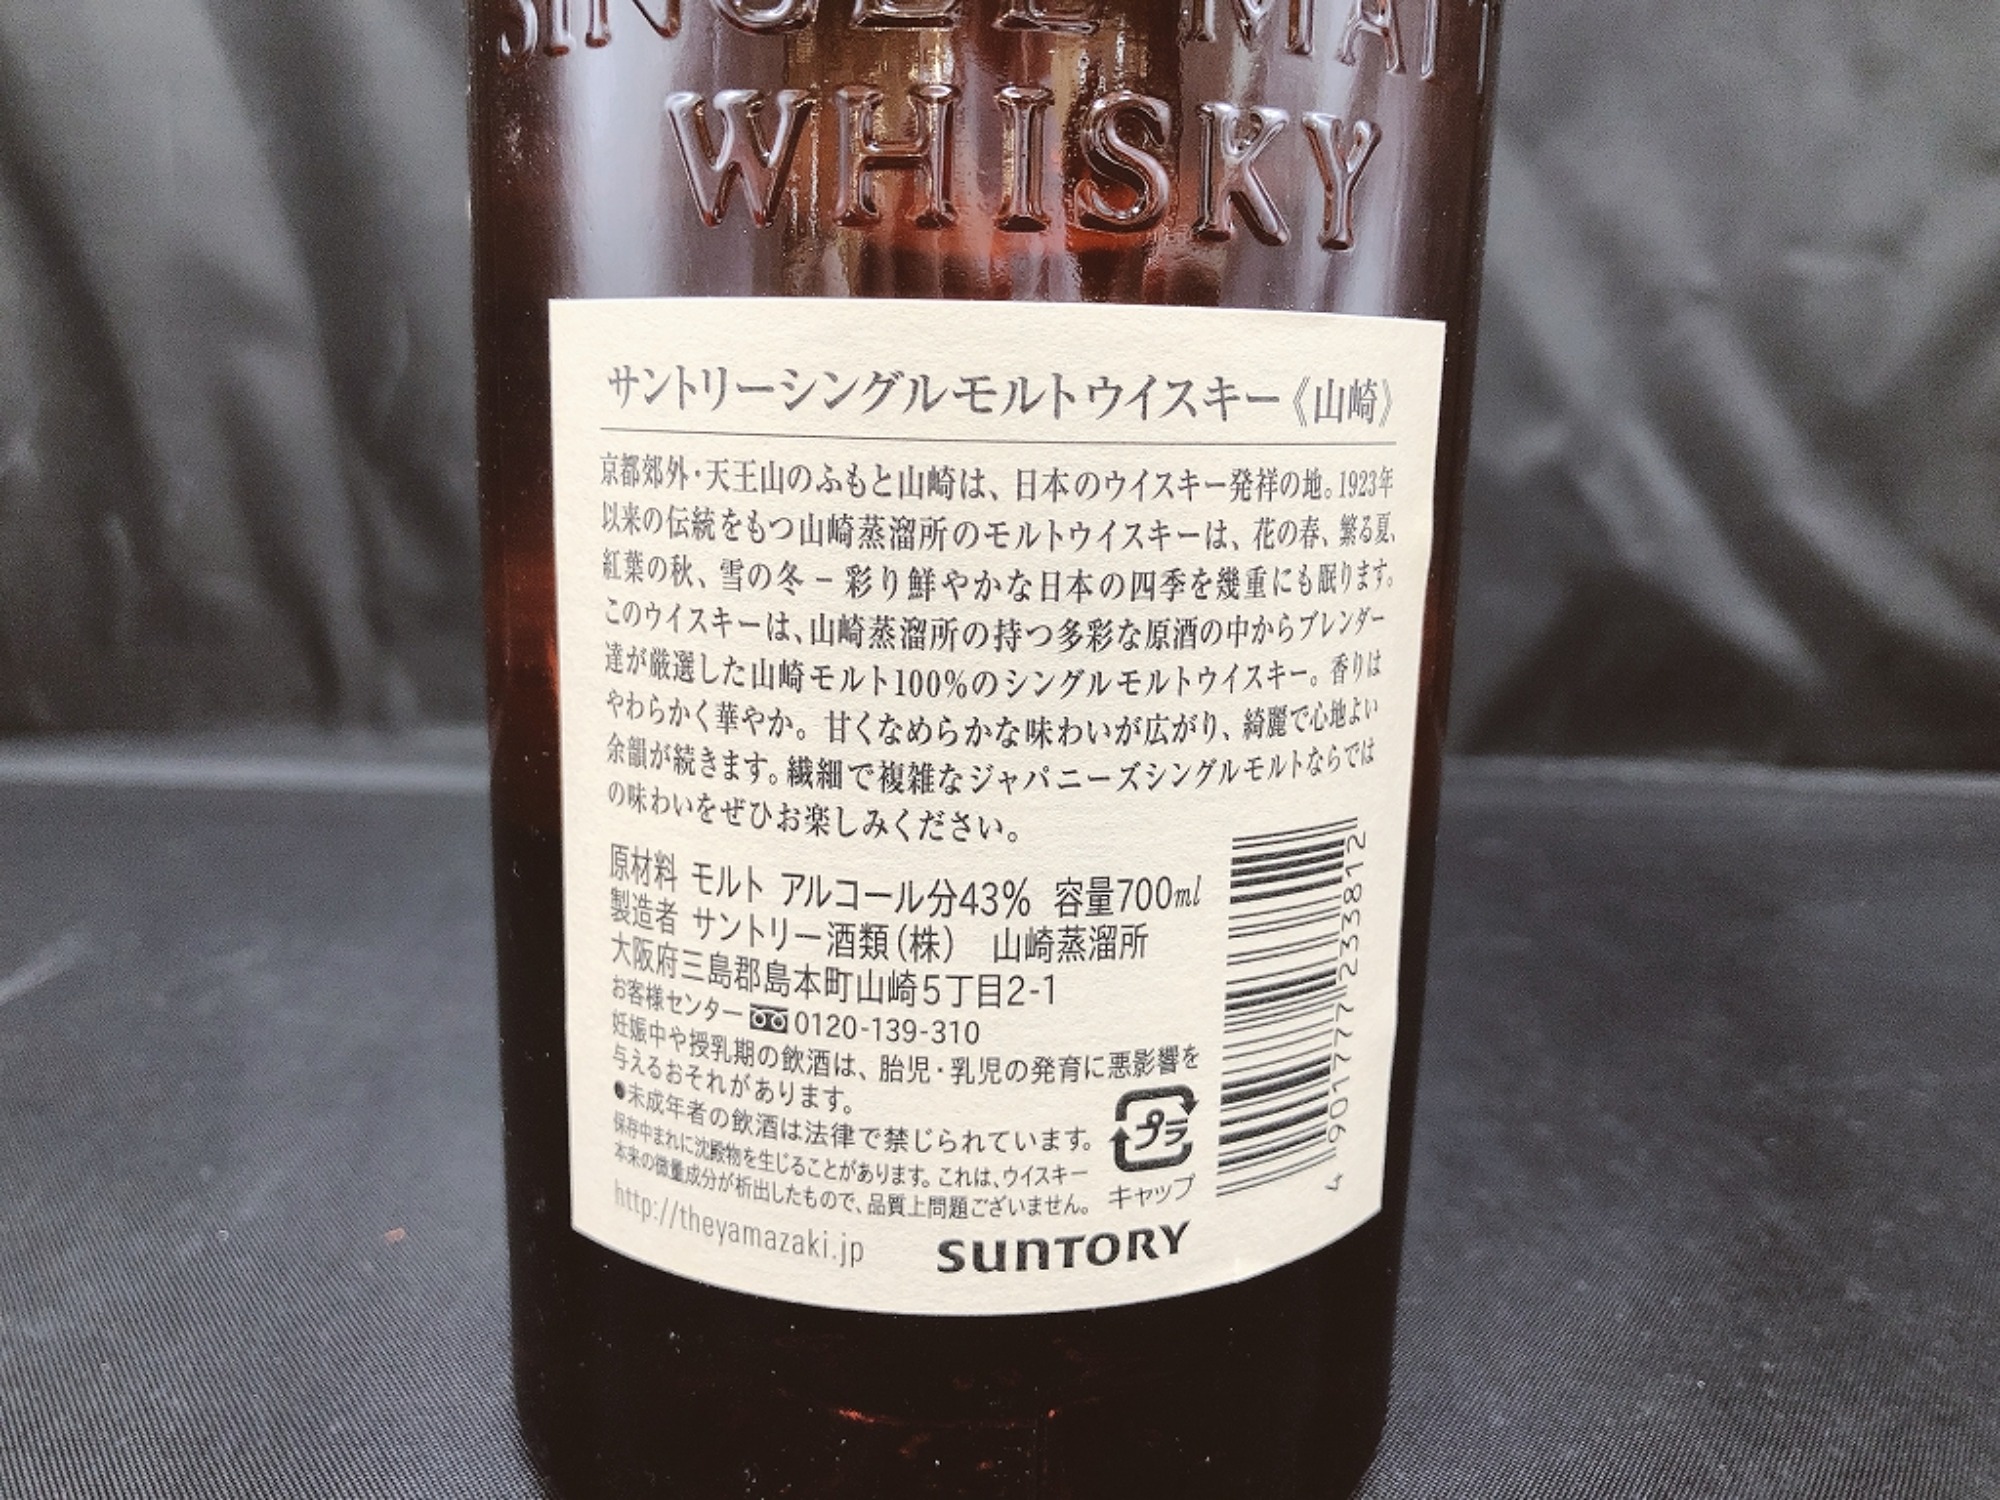 SINGLE MALT
WHISKY
サントリーシングルモルトウイスキー《山崎》
京都郊外・天王山のふもと山崎は、日本のウイスキー発祥の地。1923年
以来の伝統をもつ山崎蒸溜所のモルトウイスキーは、花の春、繁る夏、
紅葉の秋、雪の冬－彩り鮮やかな日本の四季を幾重にも眠ります。
このウイスキーは、山崎蒸溜所の持つ多彩な原酒の中からブレンダー
達が厳選した山崎モルト100%のシングルモルトウイスキー。香りは
やわらかく華やか。甘くなめらかな味わいが広がり、綺麗で心地よい
余韻が続きます。繊細で複雑なジャパニーズシングルモルトならでは
の味わいをぜひお楽しみください。
原材料 モルト アルコール分43% 容量700ml
製造者 サントリー酒類(株) 山崎蒸溜所
大阪府三島郡島本町山崎5丁目2-1
お客様センター 0120-139-310
妊娠中や授乳期の飲酒は、胎児・乳児の発育に悪影響を
与えるおそれがあります。
●未成年者の飲酒は法律で禁じられています。
保存中まれに沈殿物を生じることがあります。これは、ウイスキー
本来の微量成分が析出したもので、品質上問題ございません。
プラ
キャップ
http://theyamazaki.jp
SUNTORY
4 901777 233812